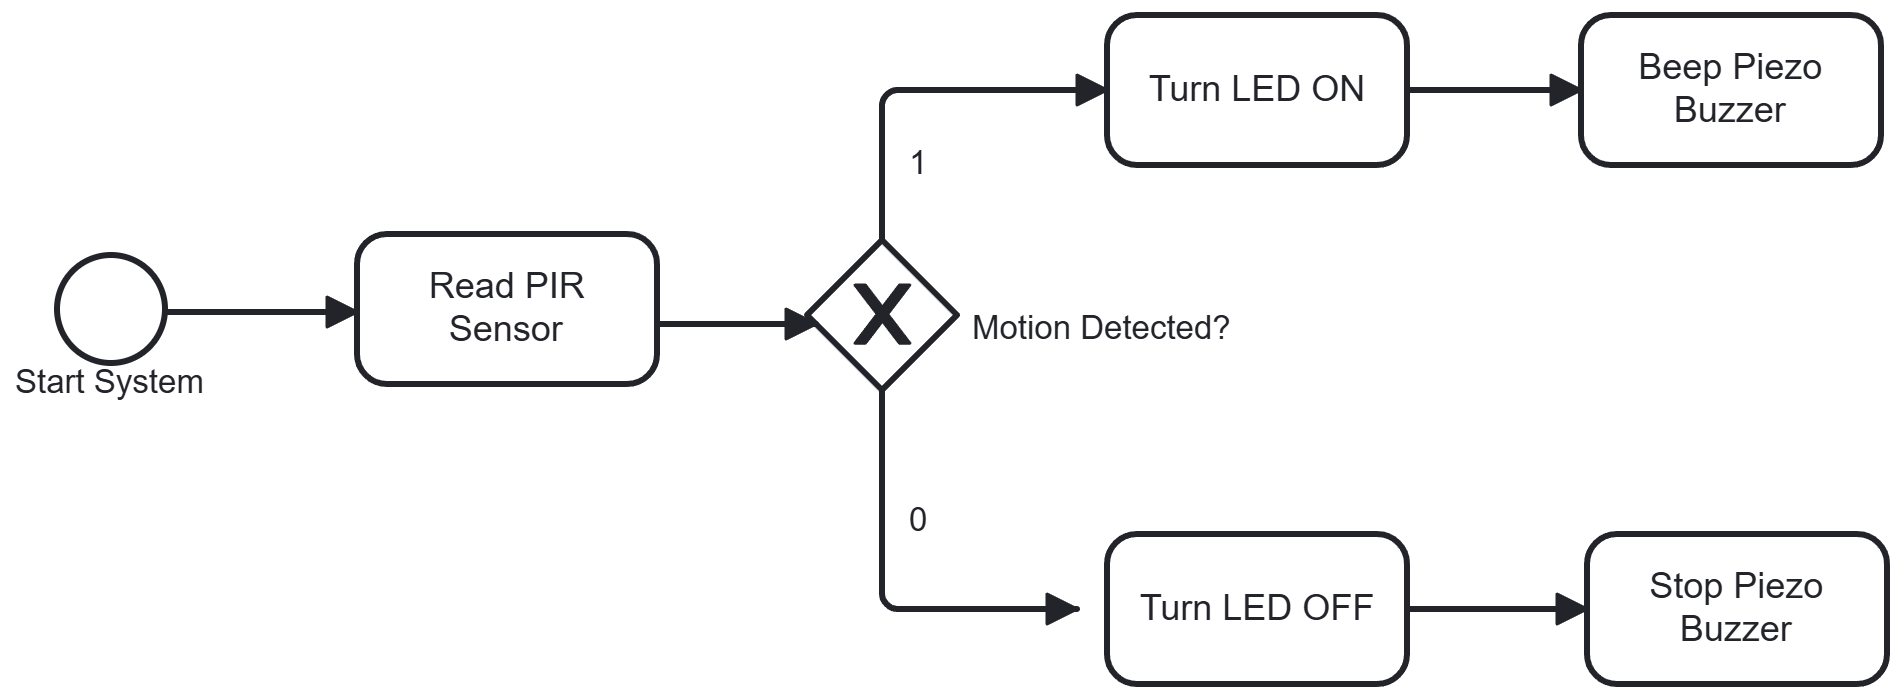 Turn LED ON
Beep Piezo
Buzzer
1
Read PIR
Sensor
X
Motion Detected?
Start System
0
Turn LED OFF
Stop Piezo
Buzzer